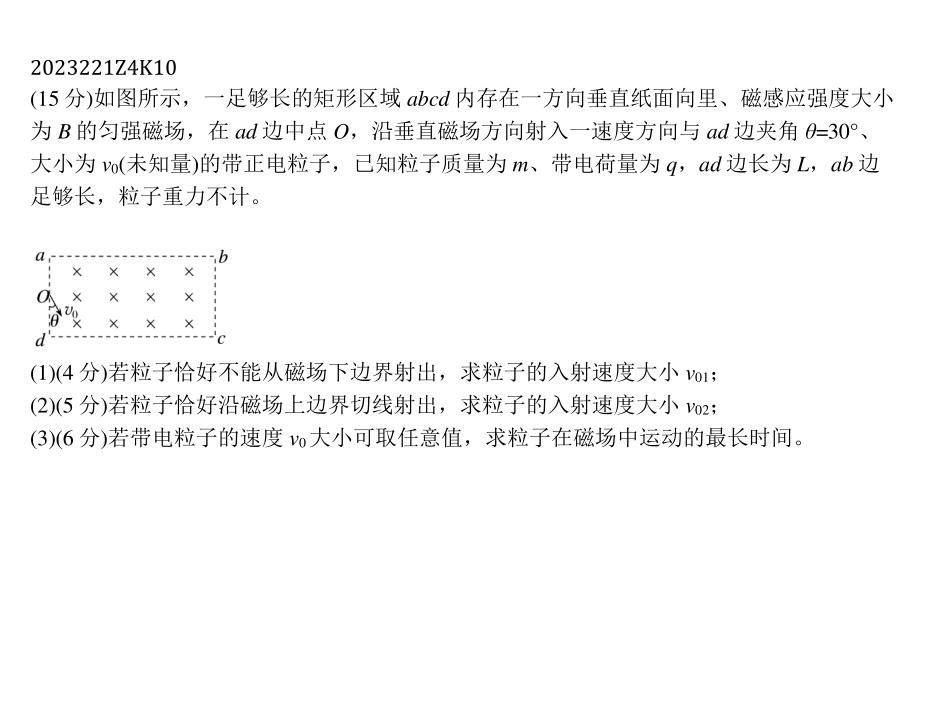 2023221Z4K10
(15 分)如图所示，一足够长的矩形区域 abcd 内存在一方向垂直纸面向里、磁感应强度大小
为 B 的匀强磁场，在 ad 边中点 O，沿垂直磁场方向射入一速度方向与 ad 边夹角 θ=30°、
大小为 v₀(未知量)的带正电粒子，已知粒子质量为 m、带电荷量为 q，ad 边长为 L，ab 边
足够长，粒子重力不计。
a b
× × × ×
O × × × ×
v₀
θ × × × ×
d c
(1)(4 分)若粒子恰好不能从磁场下边界射出，求粒子的入射速度大小 v₀₁；
(2)(5 分)若粒子恰好沿磁场上边界切线射出，求粒子的入射速度大小 v₀₂；
(3)(6 分)若带电粒子的速度 v₀ 大小可取任意值，求粒子在磁场中运动的最长时间。